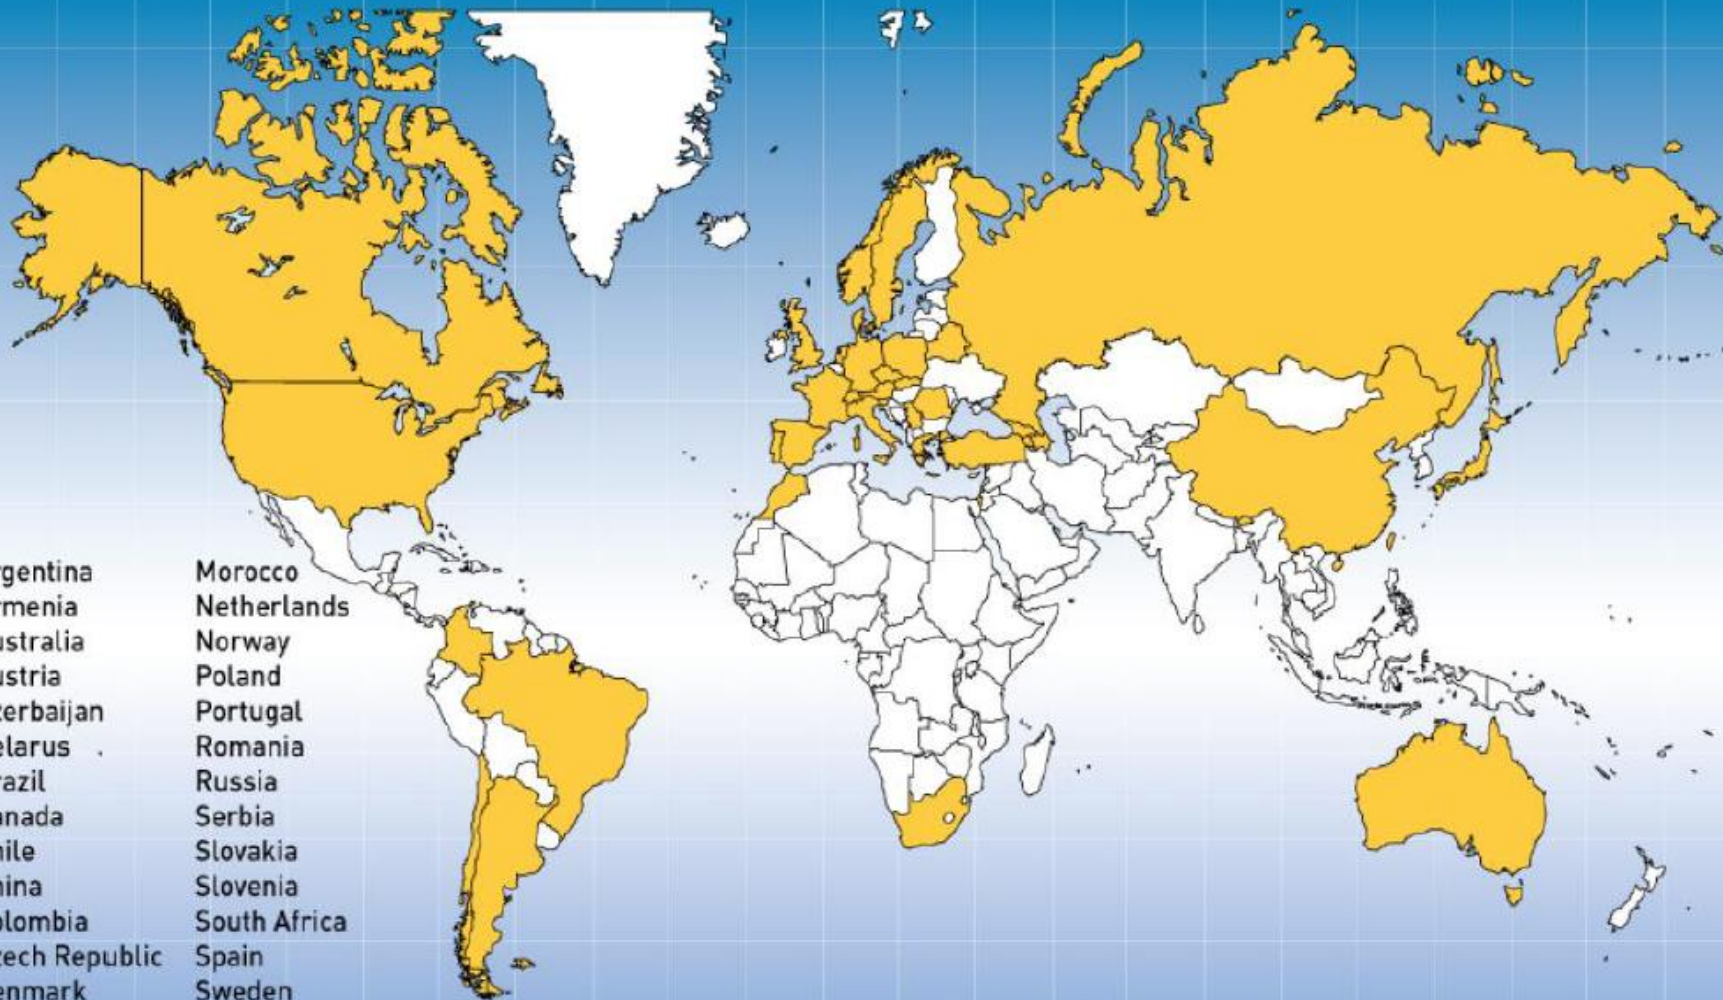 rgentina
rmenia
ustralia
ustria
zerbaijan
elarus
razil
anada
hile
hina
olombia
zech Republic
enmark
Morocco
Netherlands
Norway
Poland
Portugal
Romania
Russia
Serbia
Slovakia
Slovenia
South Africa
Spain
Sweden